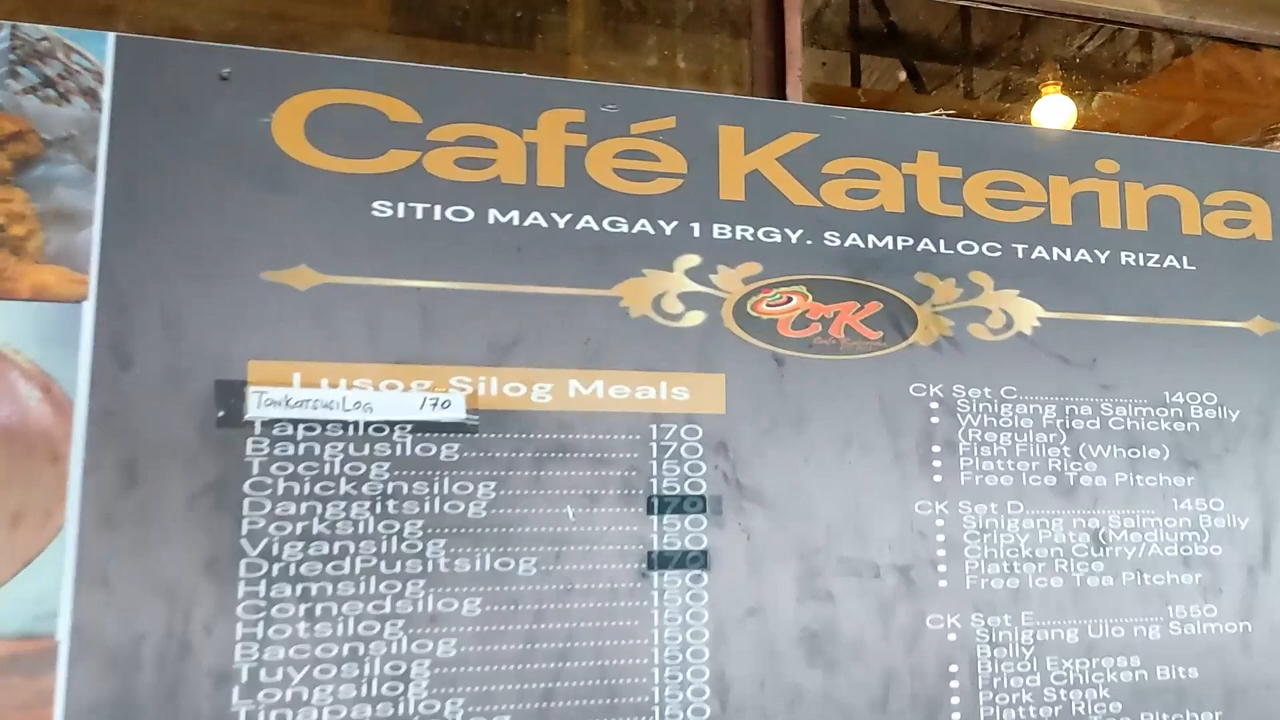 Café Katerina
SITIO MAYAGAY 1 BRGY. SAMPALOC TANAY RIZAL
CK
Lusog-Silog Meals
TONKATSUSILOG 170
Tapsilog 170
Bangusilog 170
Tocilog 150
Chickensilog 150
Danggitsilog 170
Porksilog 150
Vigansilog 150
DriedPusitsilog 170
Hamsilog 150
Cornedsilog 150
Hotsilog 150
Baconsilog 150
Tuyosilog 150
Longsilog 150
Tinapasilog 150
CK Set C 1400
Sinigang na Salmon Belly
Whole Fried Chicken
(Regular)
Fish Fillet (Whole)
Platter Rice
Free Ice Tea Pitcher
CK Set D 1450
Sinigang na Salmon Belly
Cripy Pata (Medium)
Chicken Curry/Adobo
Platter Rice
Free Ice Tea Pitcher
CK Set E 1550
Sinigang Ulo ng Salmon
Belly
Bicol Express
Fried Chicken Bits
Pork Steak
Platter Rice
Pitcher